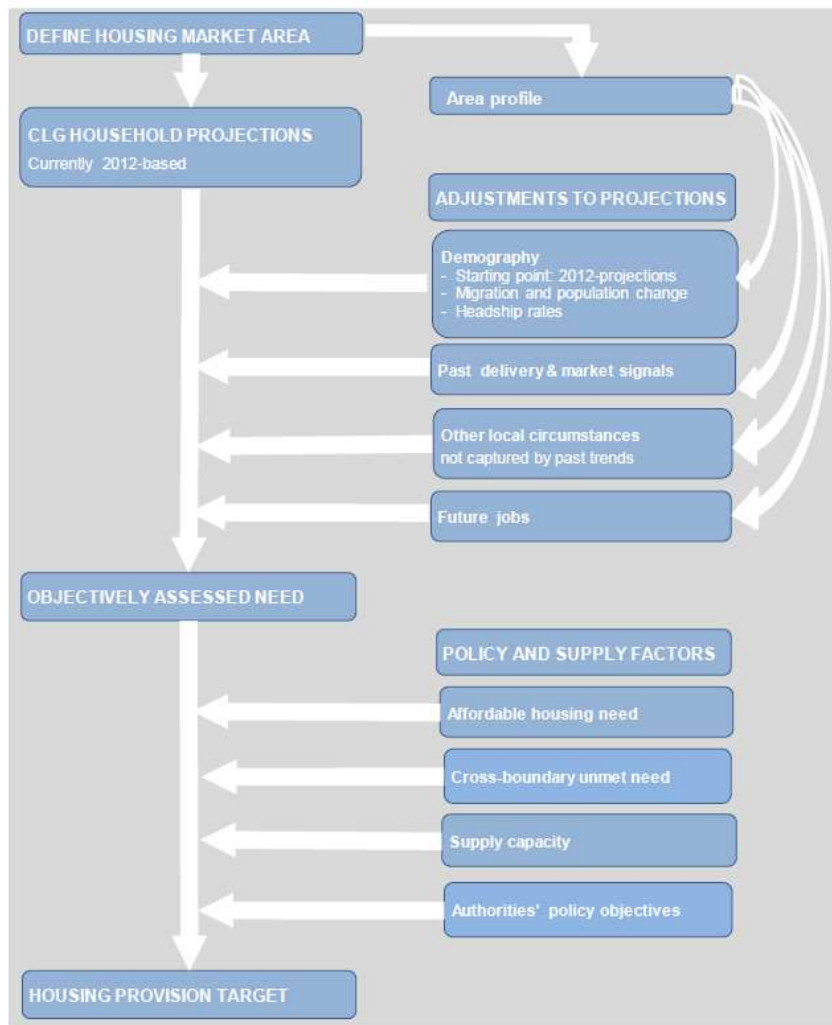 DEFINE HOUSING MARKET AREA
Area profile
CLG HOUSEHOLD PROJECTIONS
Currently 2012-based
ADJUSTMENTS TO PROJECTIONS
Demography
- Starting point: 2012-projections
- Migration and population change
- Headship rates
Past delivery & market signals
Other local circumstances
not captured by past trends
Future jobs
OBJECTIVELY ASSESSED NEED
POLICY AND SUPPLY FACTORS
Affordable housing need
Cross-boundary unmet need
Supply capacity
Authorities' policy objectives
HOUSING PROVISION TARGET